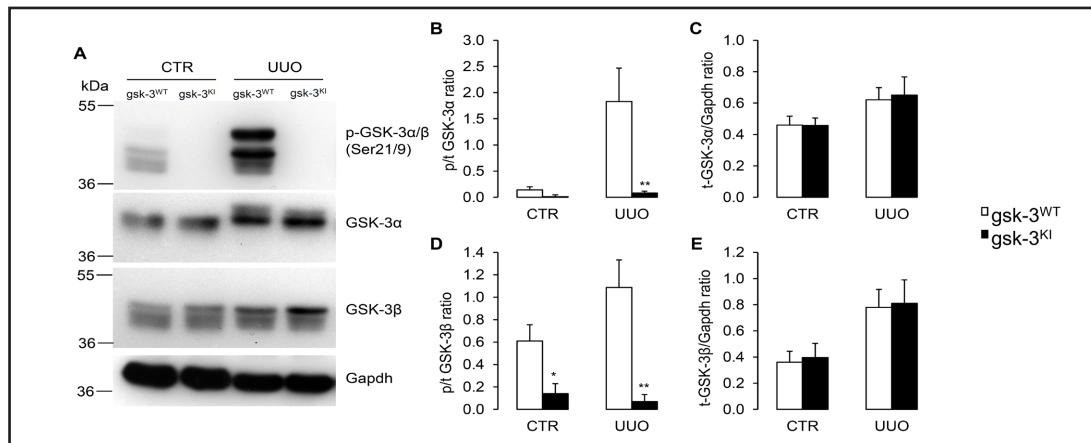 A
CTR UUO
kDa gsk-3WT gsk-3KI gsk-3WT gsk-3KI
55
p-GSK-3α/β
(Ser21/9)
36
GSK-3α
36
55
GSK-3β
36
Gapdh
36
B
p/t GSK-3α ratio
3.0
2.5
2.0
1.5
1.0
0.5
0.0
**
CTR UUO
C
t-GSK-3α/Gapdh ratio
1.0
0.8
0.6
0.4
0.2
0.0
CTR UUO
gsk-3WT
gsk-3KI
D
p/t GSK-3β ratio
1.4
1.2
1.0
0.8
0.6
0.4
0.2
0.0
*
**
CTR UUO
E
t-GSK-3β/Gapdh ratio
1.2
1.0
0.8
0.6
0.4
0.2
0.0
CTR UUO